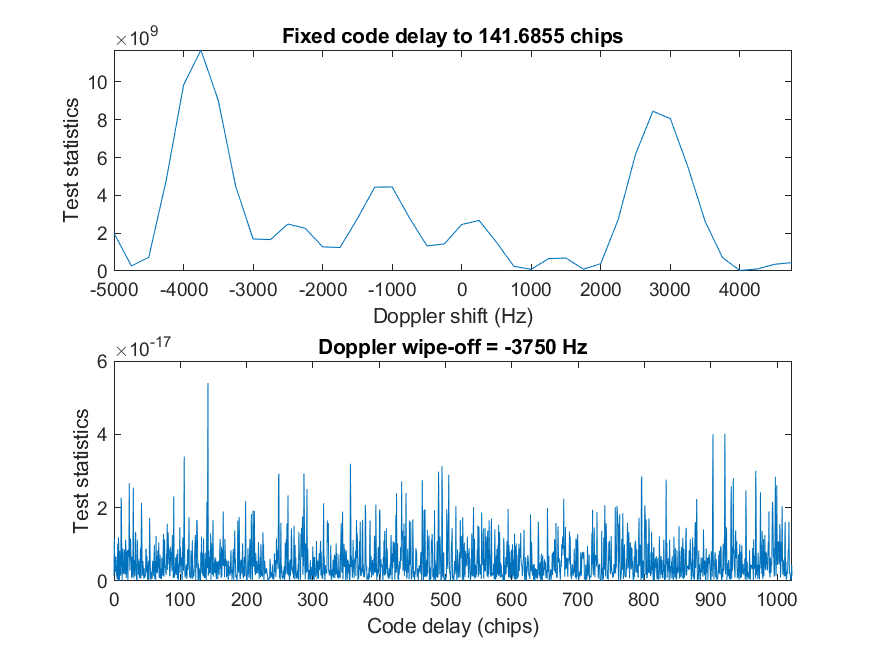 ×10^9
Fixed code delay to 141.6855 chips
10
8
6
4
2
0
Test statistics
-5000 -4000 -3000 -2000 -1000 0 1000 2000 3000 4000
Doppler shift (Hz)
×10^-17
Doppler wipe-off = -3750 Hz
6
4
2
0
Test statistics
0 100 200 300 400 500 600 700 800 900 1000
Code delay (chips)